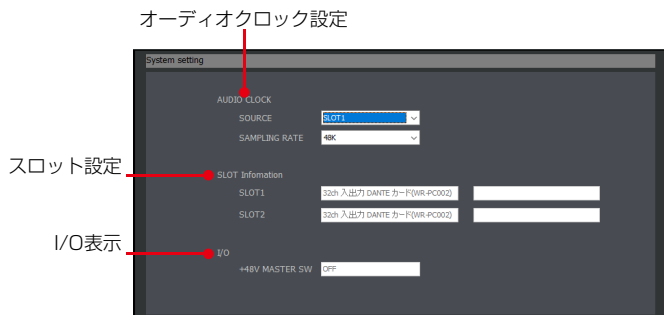 オーディオクロック設定
System setting
AUDIO CLOCK
SOURCE SLOT1
SAMPLING RATE 48K
スロット設定
SLOT Infomation
SLOT1 32ch 入出力 DANTE カード(WR-PC002)
SLOT2 32ch 入出力 DANTE カード(WR-PC002)
I/O表示
I/O
+48V MASTER SW OFF